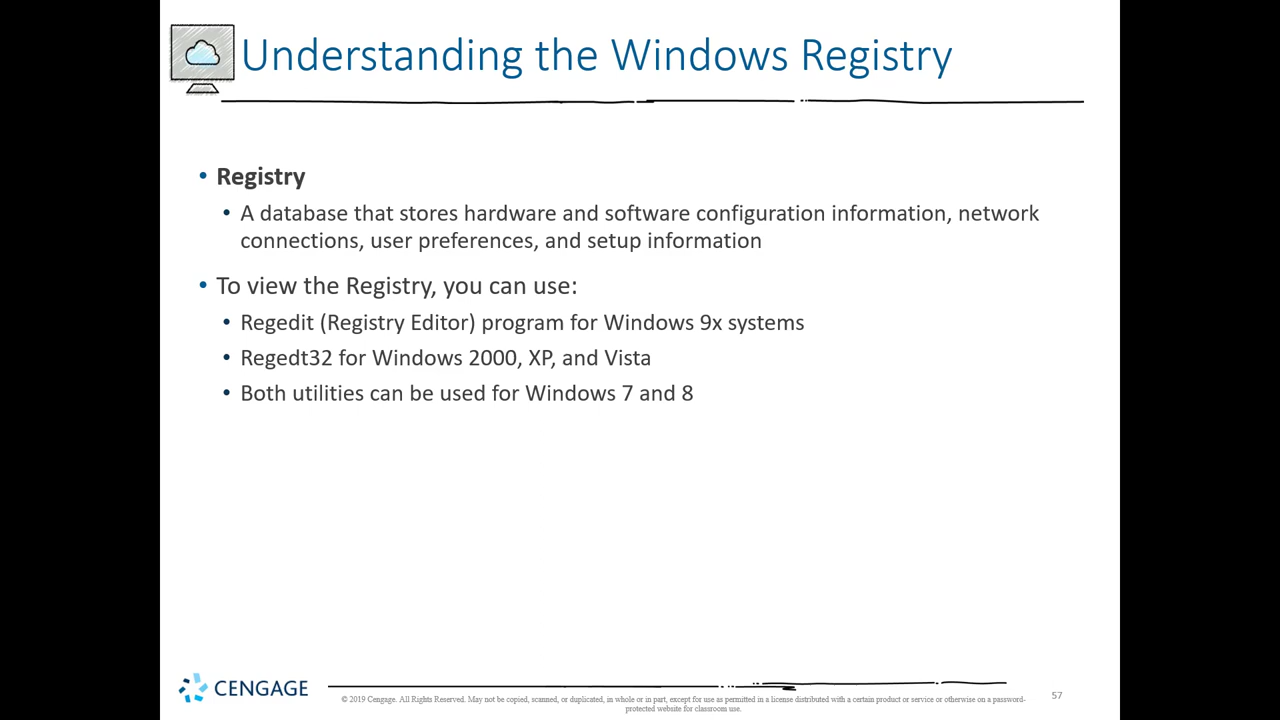 Understanding the Windows Registry
• Registry
• A database that stores hardware and software configuration information, network
connections, user preferences, and setup information
• To view the Registry, you can use:
• Regedit (Registry Editor) program for Windows 9x systems
• Regedt32 for Windows 2000, XP, and Vista
• Both utilities can be used for Windows 7 and 8
CENGAGE
© 2019 Cengage. All Rights Reserved. May not be copied, scanned, or duplicated, in whole or in part, except for use as permitted in a license distributed with a certain product or service or otherwise on a password-
protected website for classroom use.
57